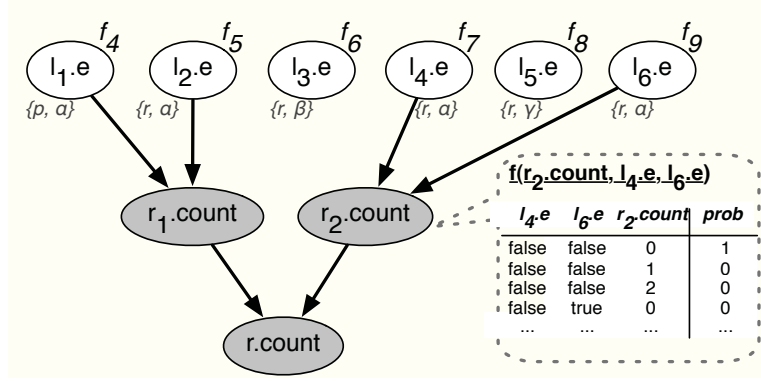 f4 f5 f6 f7 f8 f9
l1.e l2.e l3.e l4.e l5.e l6.e
{p, α} {r, α} {r, β} {r, α} {r, γ} {r, α}
f(r2.count, l4.e, l6.e)
r1.count r2.count
l4.e l6.e r2.count prob
false false 0 1
false false 1 0
false false 2 0
false true 0 0
... ... ... ...
r.count